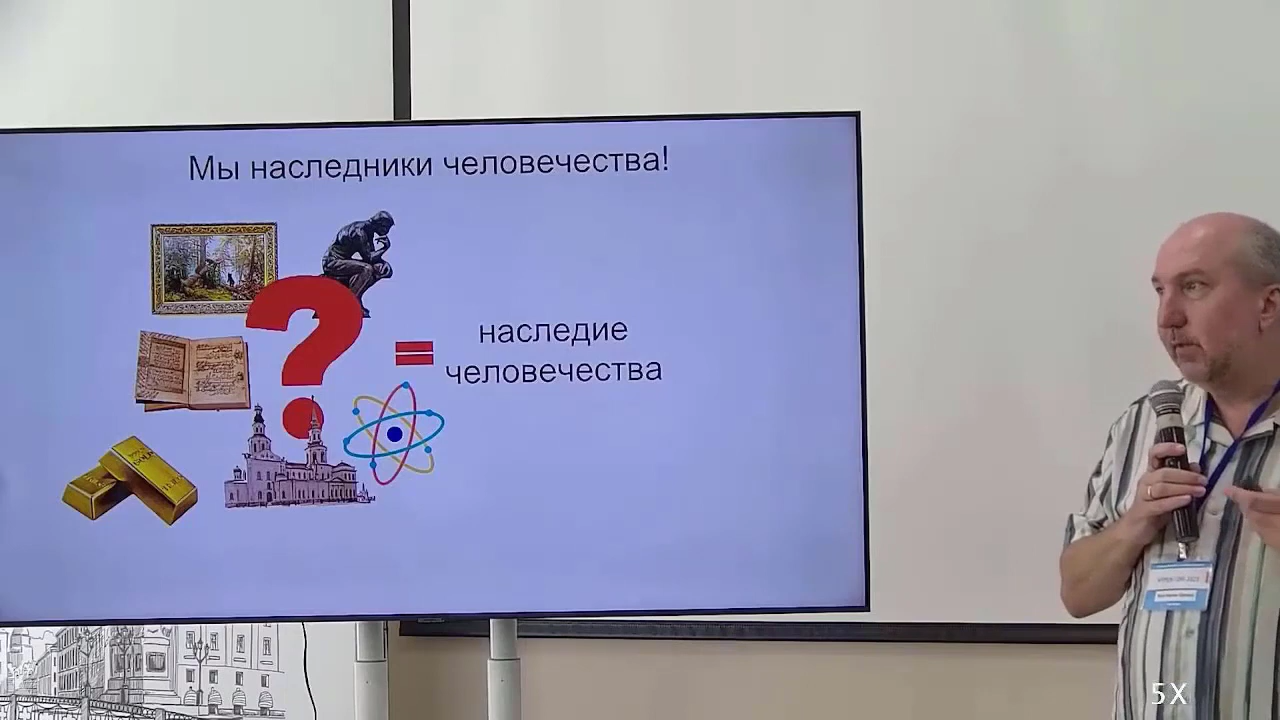 Мы наследники человечества!
наследие
человечества
5X